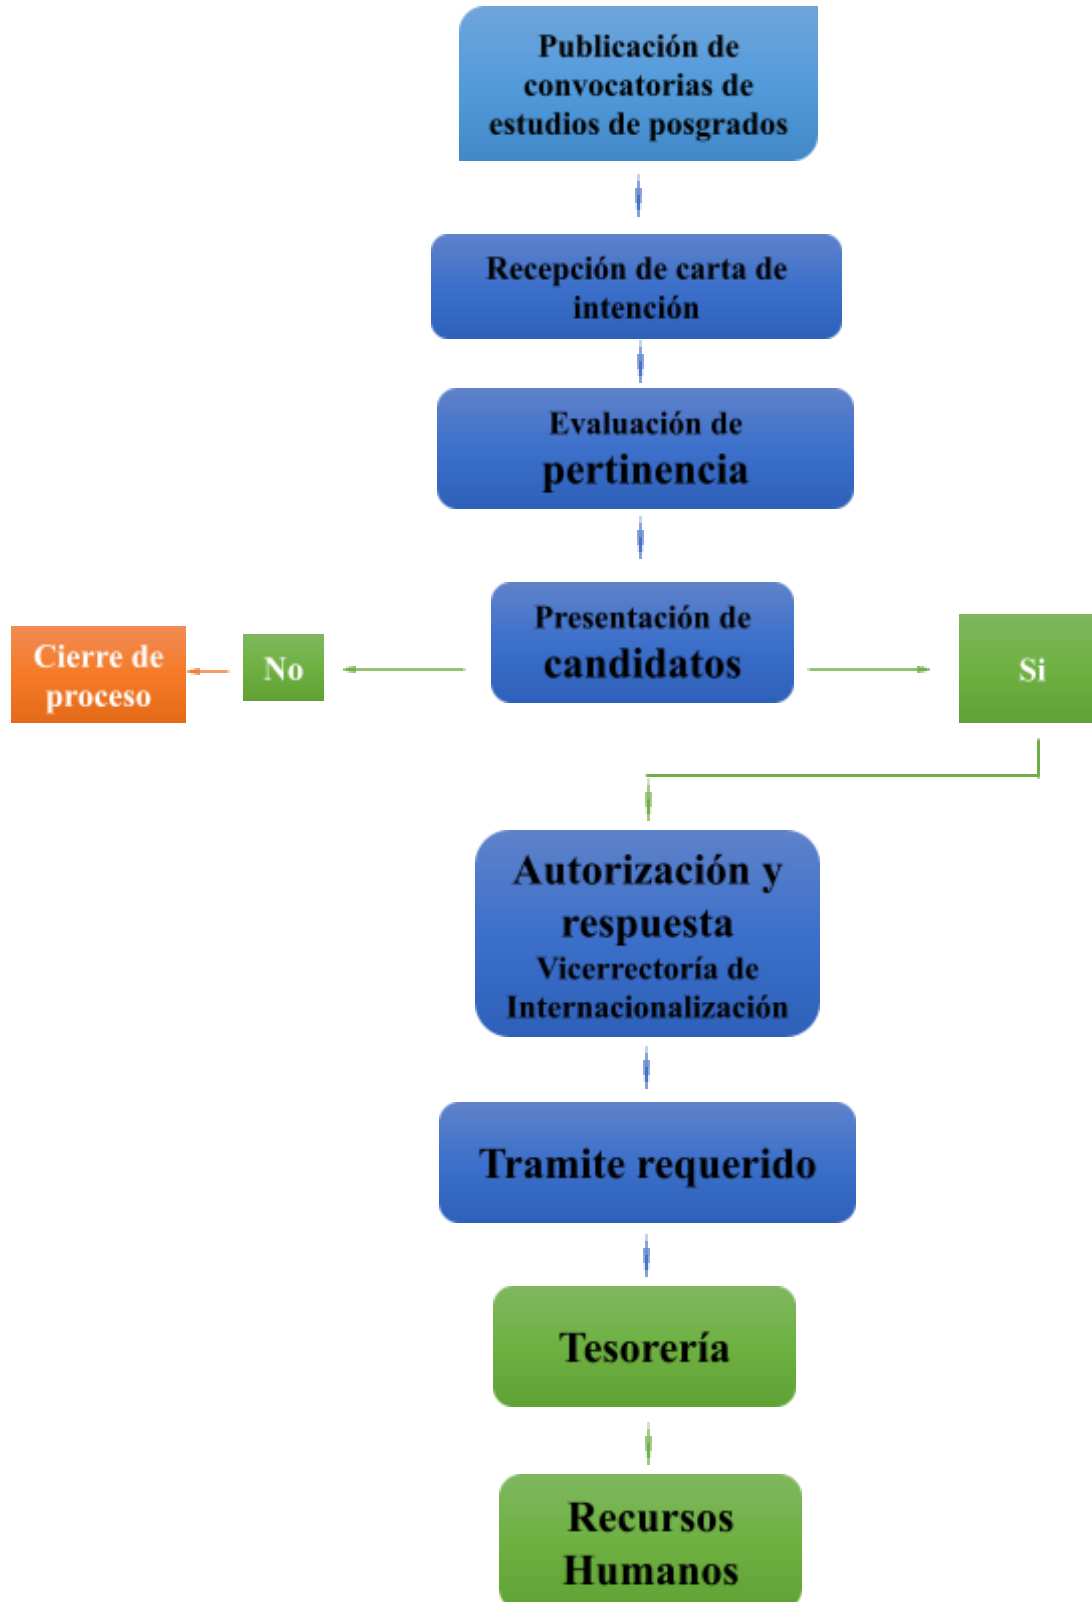 Publicación de
convocatorias de
estudios de posgrados
Recepción de carta de
intención
Evaluación de
pertinencia
Presentación de
candidatos
Cierre de
proceso
No
Si
Autorización y
respuesta
Vicerrectoría de
Internacionalización
Tramite requerido
Tesorería
Recursos
Humanos